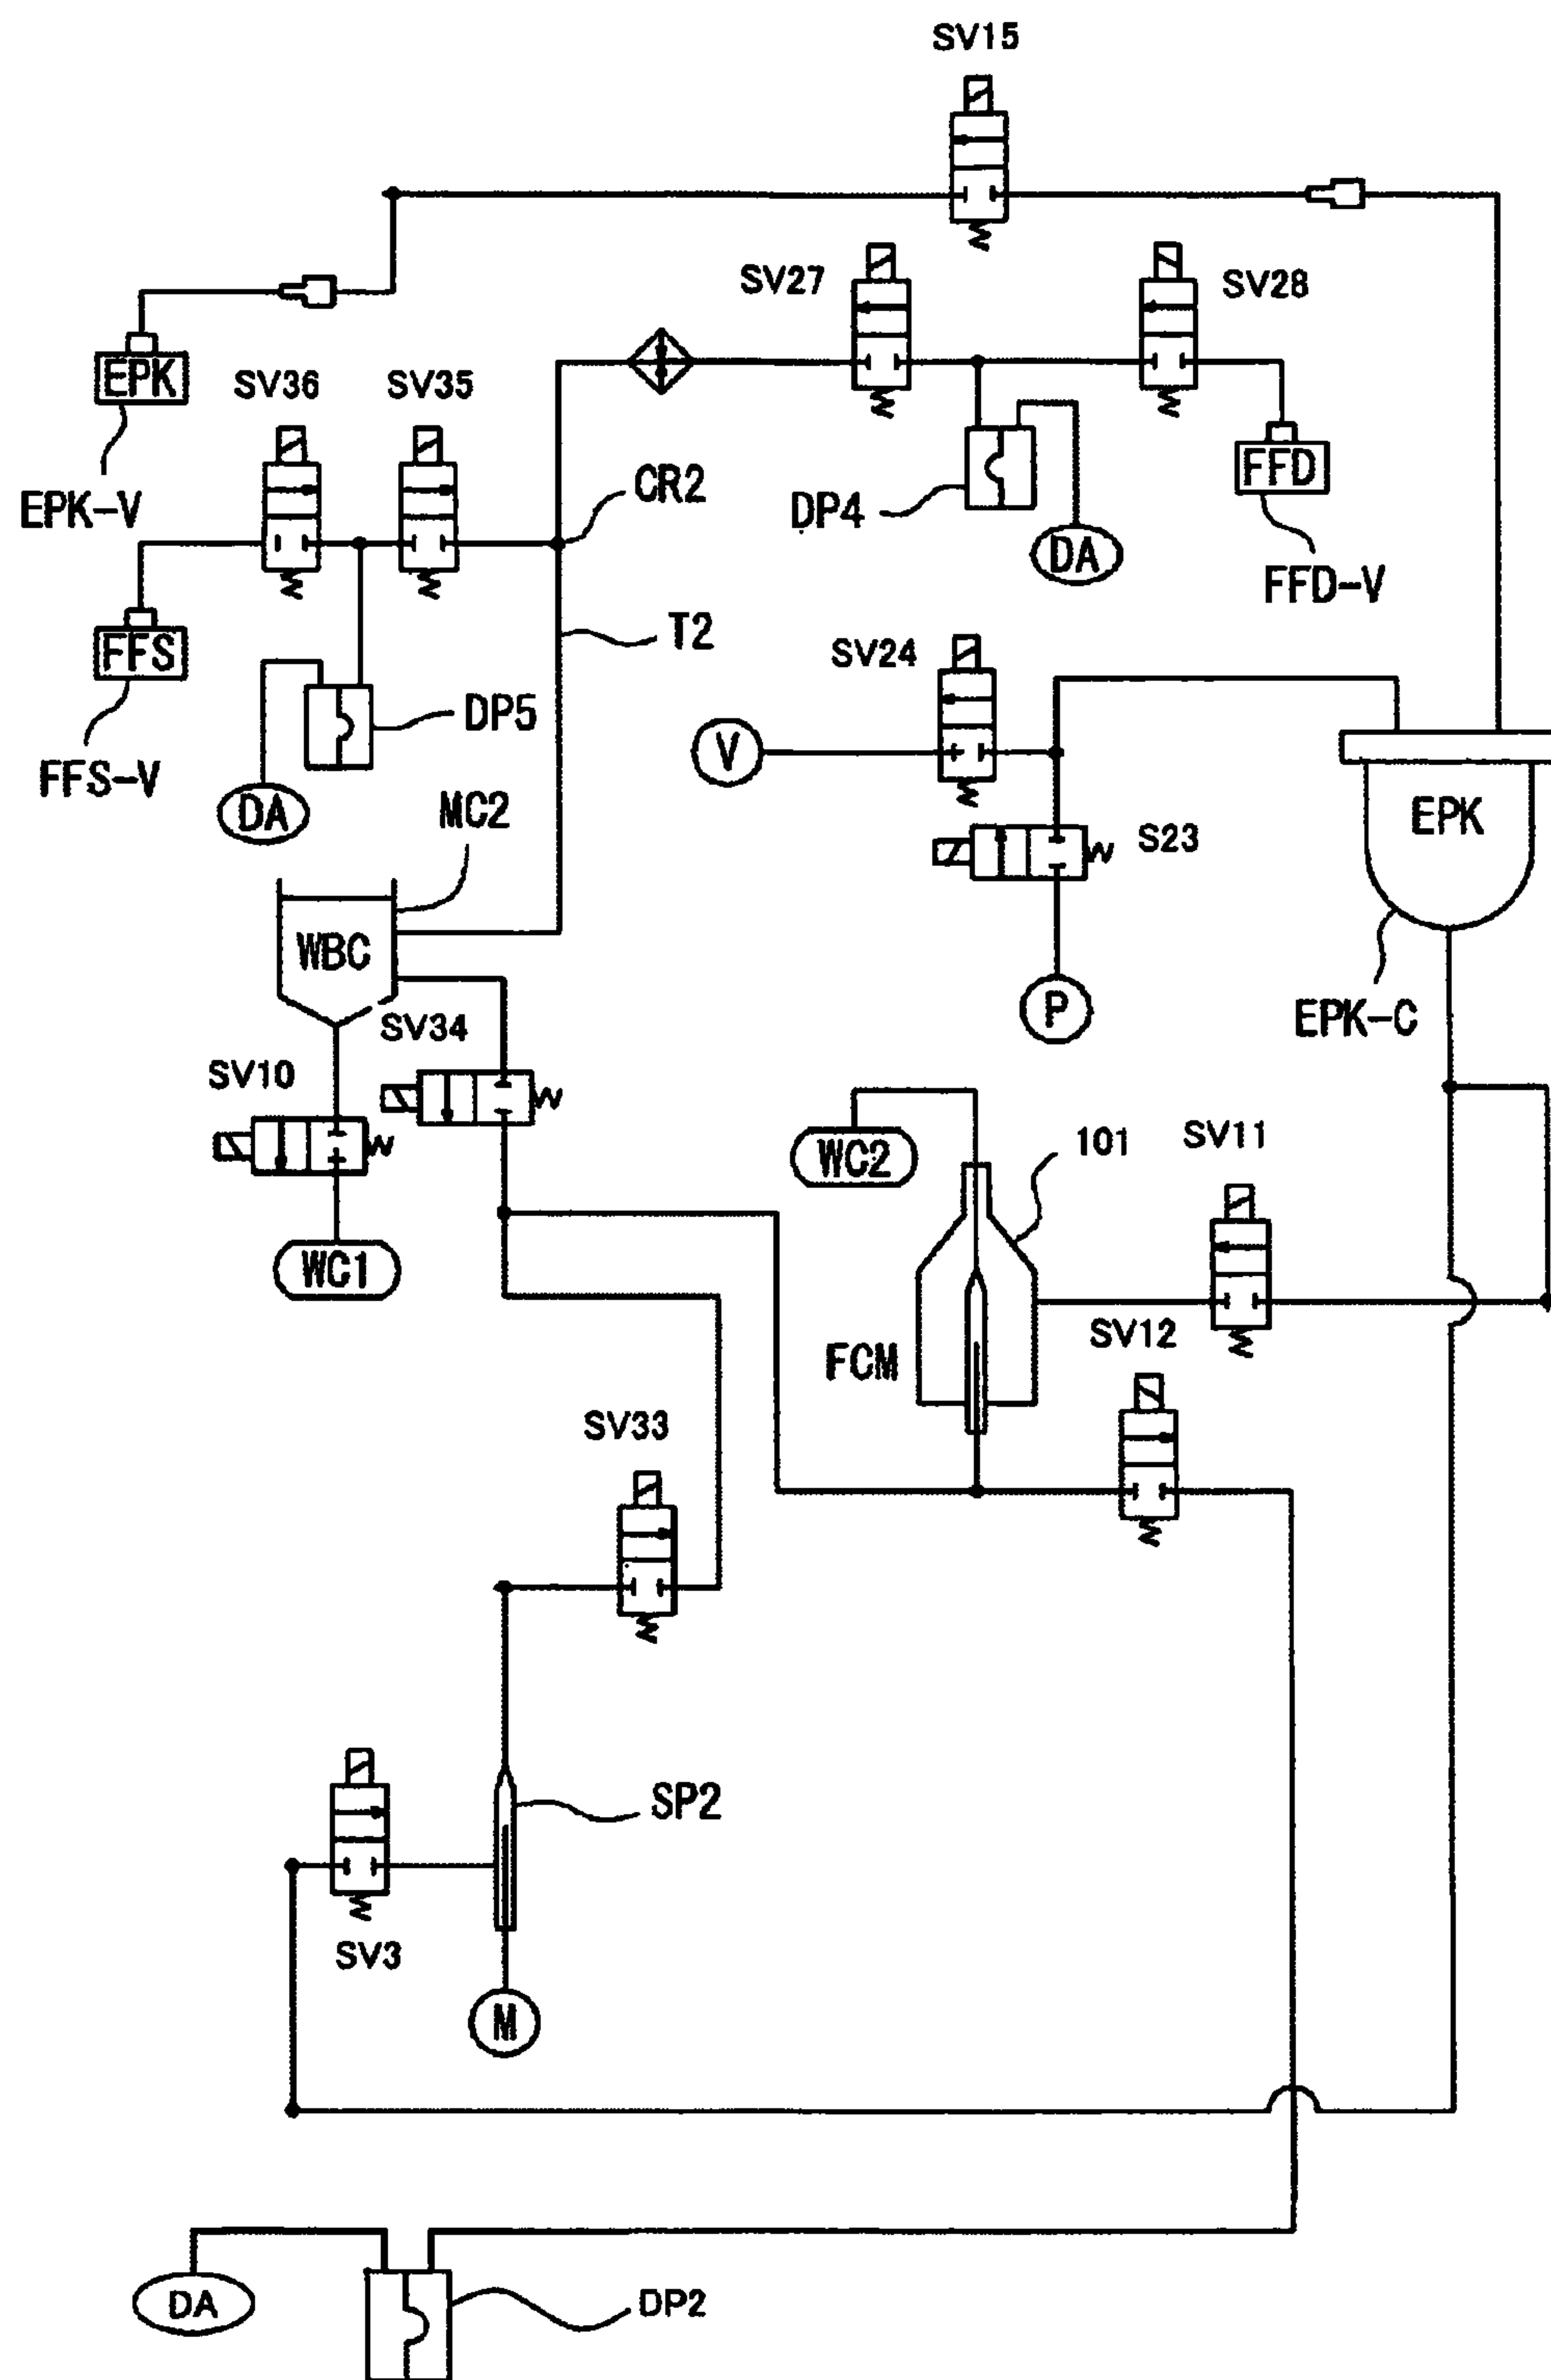 SV15
SV27
SV28
EPK
SV36
SV35
EPK-V
CR2
DP4
FFD
DA
FFD-V
FFS
T2
SV24
DP5
V
FFS-V
DA
MC2
S23
EPK
WBC
P
EPK-C
SV34
SV10
WC2
101
SV11
WC1
SV12
FCM
SV33
SP2
SV3
M
DA
DP2